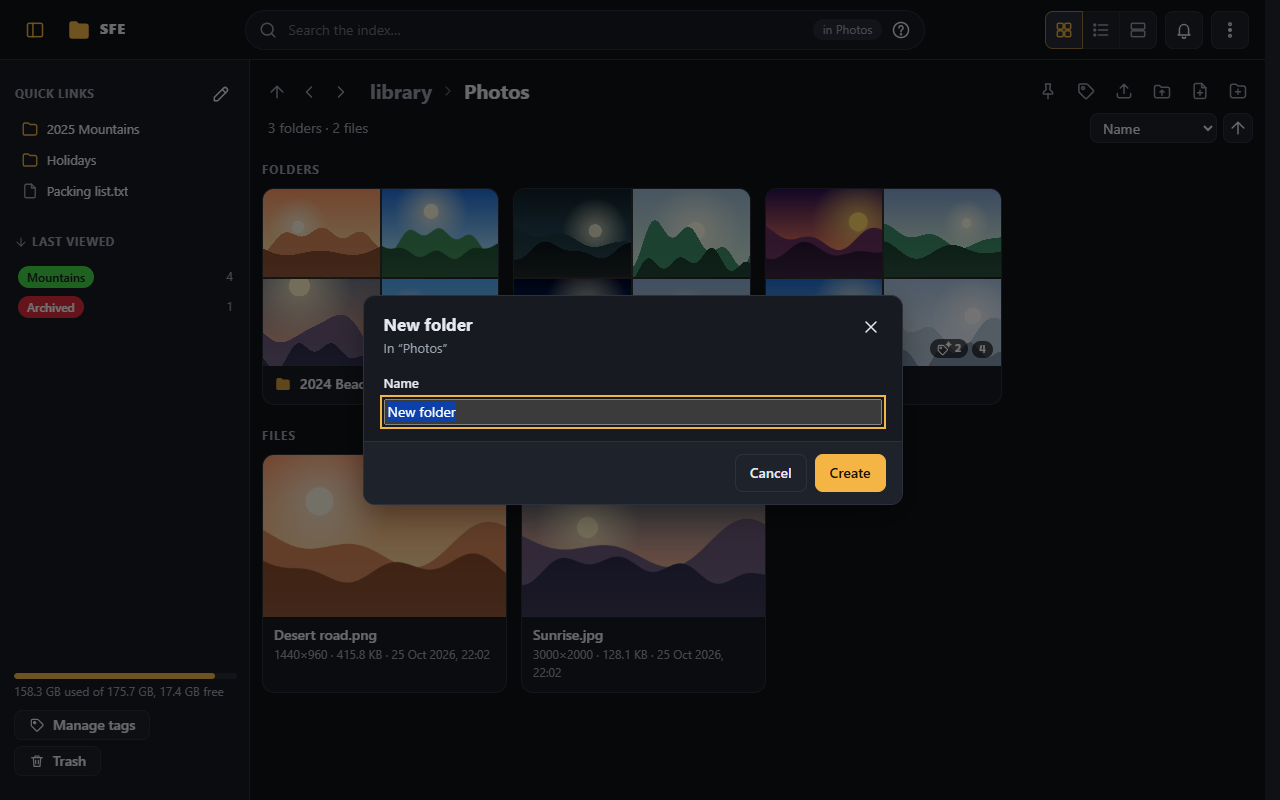 SFE
Search the index...
in Photos
QUICK LINKS
2025 Mountains
Holidays
Packing list.txt
LAST VIEWED
Mountains 4
Archived 1
158.3 GB used of 175.7 GB, 17.4 GB free
Manage tags
Trash
library › Photos
3 folders · 2 files
Name
FOLDERS
2 4
2024 Beac
New folder
In “Photos”
Name
New folder
Cancel
Create
FILES
Desert road.png
1440×960 · 415.8 KB · 25 Oct 2026, 22:02
Sunrise.jpg
3000×2000 · 128.1 KB · 25 Oct 2026,
22:02